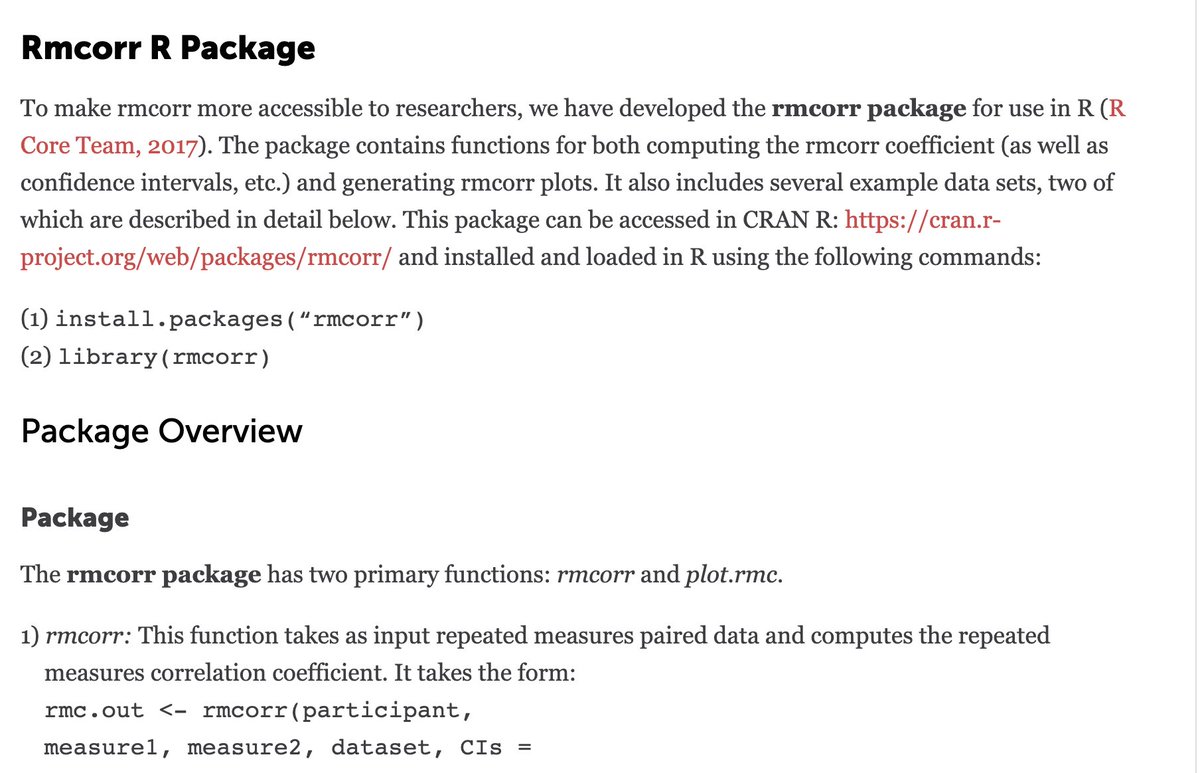 Rmcorr R Package
To make rmcorr more accessible to researchers, we have developed the rmcorr package for use in R (R
Core Team, 2017). The package contains functions for both computing the rmcorr coefficient (as well as
confidence intervals, etc.) and generating rmcorr plots. It also includes several example data sets, two of
which are described in detail below. This package can be accessed in CRAN R: https://cran.r-
project.org/web/packages/rmcorr/ and installed and loaded in R using the following commands:
(1) install.packages(“rmcorr”)
(2) library(rmcorr)
Package Overview
Package
The rmcorr package has two primary functions: rmcorr and plot.rmc.
1) rmcorr: This function takes as input repeated measures paired data and computes the repeated
measures correlation coefficient. It takes the form:
rmc.out <- rmcorr(participant,
measure1, measure2, dataset, CIs =